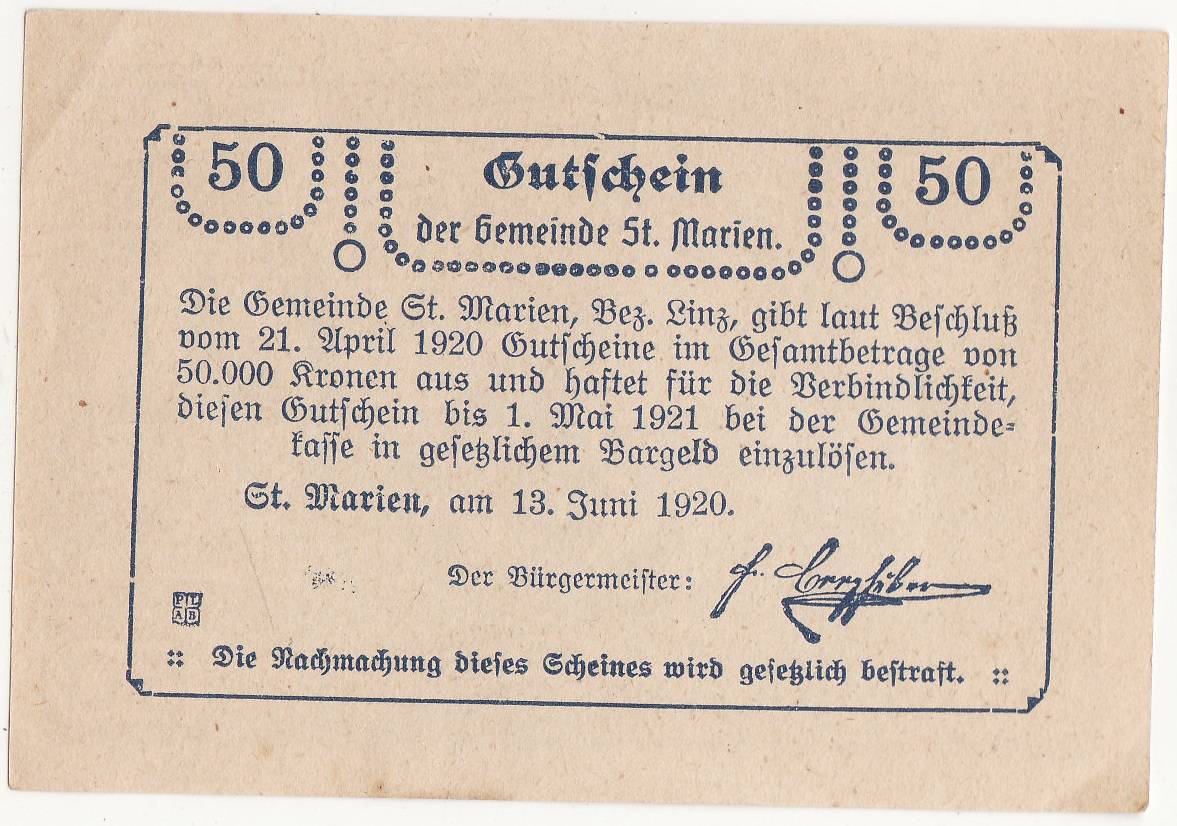 50 Gutschein 50
der Gemeinde St. Marien.
Die Gemeinde St. Marien, Bez. Linz, gibt laut Beschluß
vom 21. April 1920 Gutscheine im Gesamtbetrage von
50.000 Kronen aus und haftet für die Verbindlichkeit,
diesen Gutschein bis 1. Mai 1921 bei der Gemeinde=
kasse in gesetzlichem Bargeld einzulösen.
St. Marien, am 13. Juni 1920.
Der Bürgermeister:
:: Die Nachmachung dieses Scheines wird gesetzlich bestraft. ::